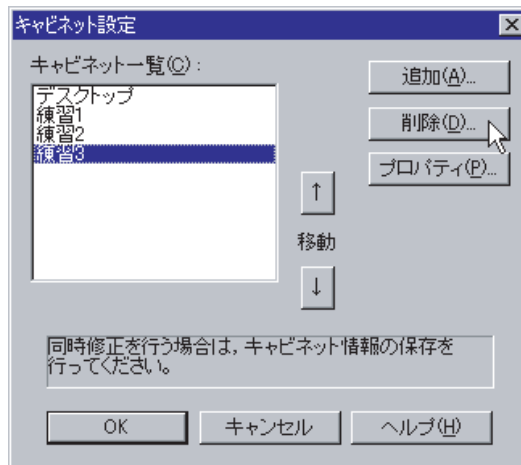 キャビネット設定
キャビネット一覧(C):
デスクトップ
練習1
練習2
練習3
追加(A)...
削除(D)...
プロパティ(P)...
↑
移動
↓
同時修正を行う場合は，キャビネット情報の保存を
行ってください。
OK
キャンセル
ヘルプ(H)